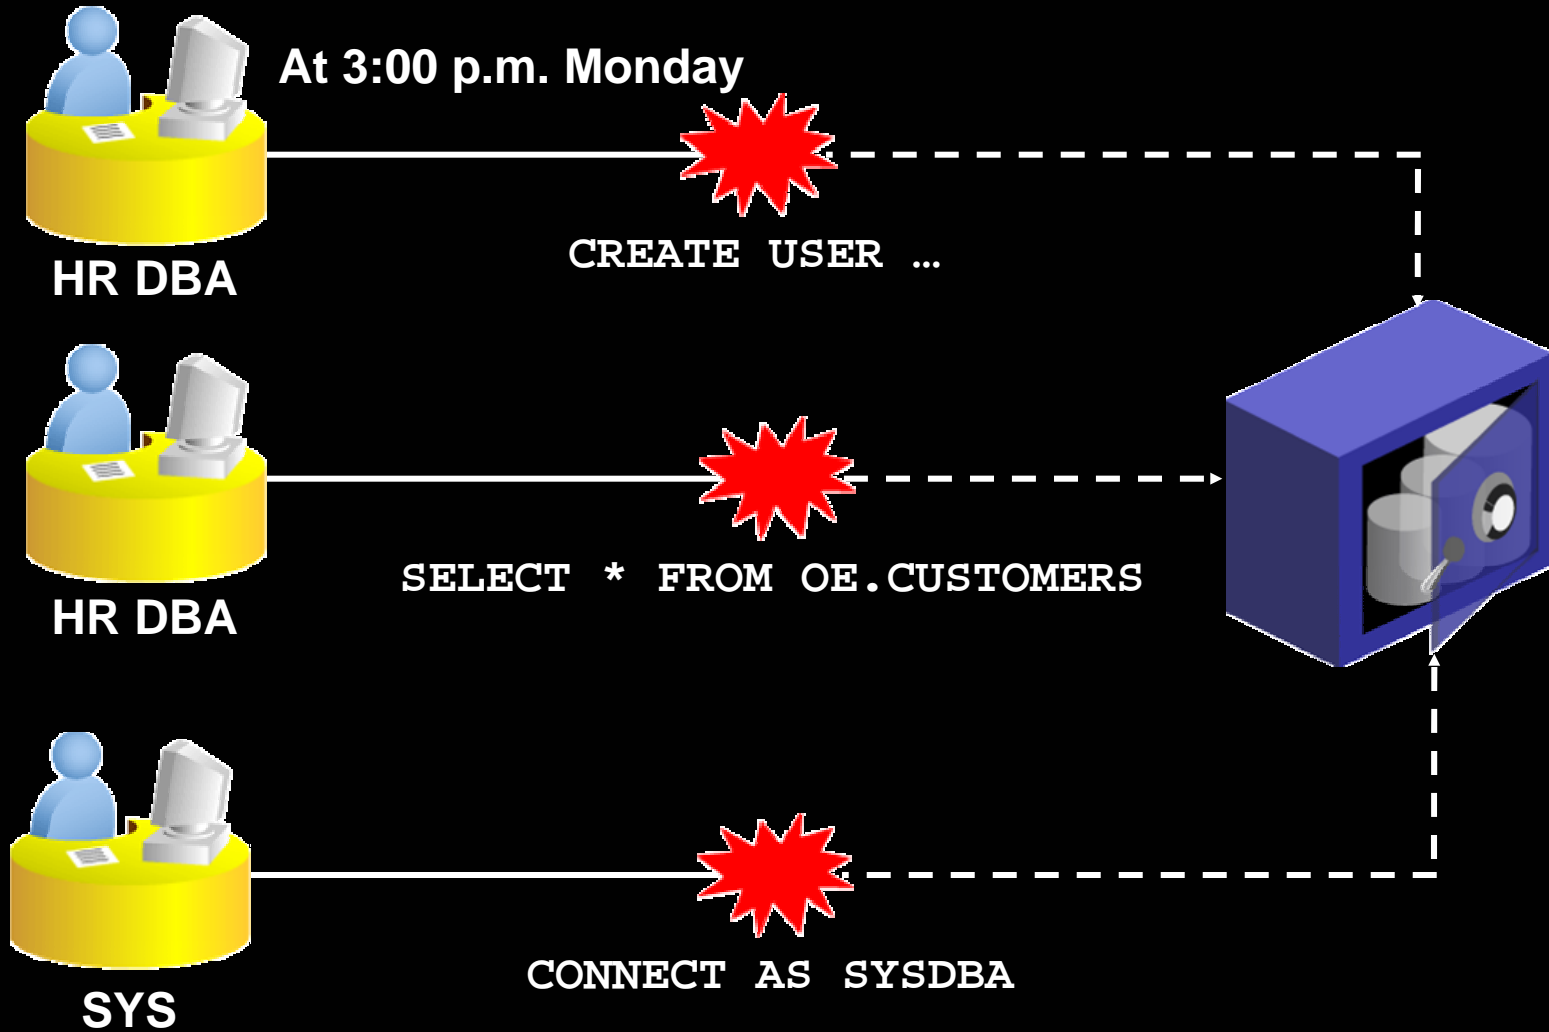 At 3:00 p.m. Monday
CREATE USER …
HR DBA
SELECT * FROM OE.CUSTOMERS
HR DBA
CONNECT AS SYSDBA
SYS